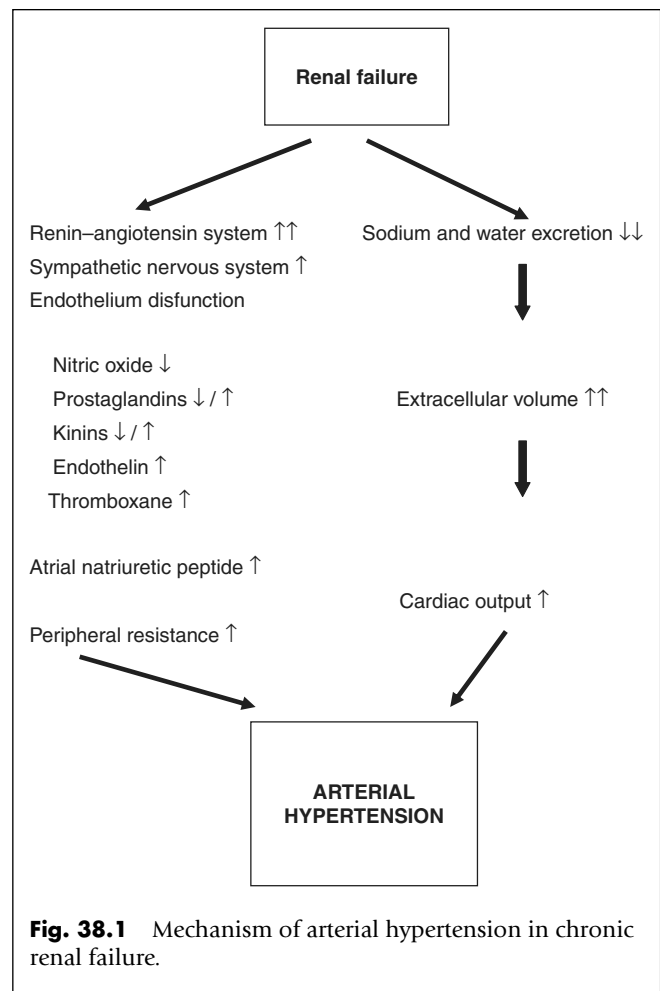 Renal failure
Renin–angiotensin system ↑↑
Sympathetic nervous system ↑
Endothelium disfunction
Nitric oxide ↓
Prostaglandins ↓ / ↑
Kinins ↓ / ↑
Endothelin ↑
Thromboxane ↑
Atrial natriuretic peptide ↑
Peripheral resistance ↑
Sodium and water excretion ↓↓
Extracellular volume ↑↑
Cardiac output ↑
ARTERIAL
HYPERTENSION
Fig. 38.1 Mechanism of arterial hypertension in chronic
renal failure.